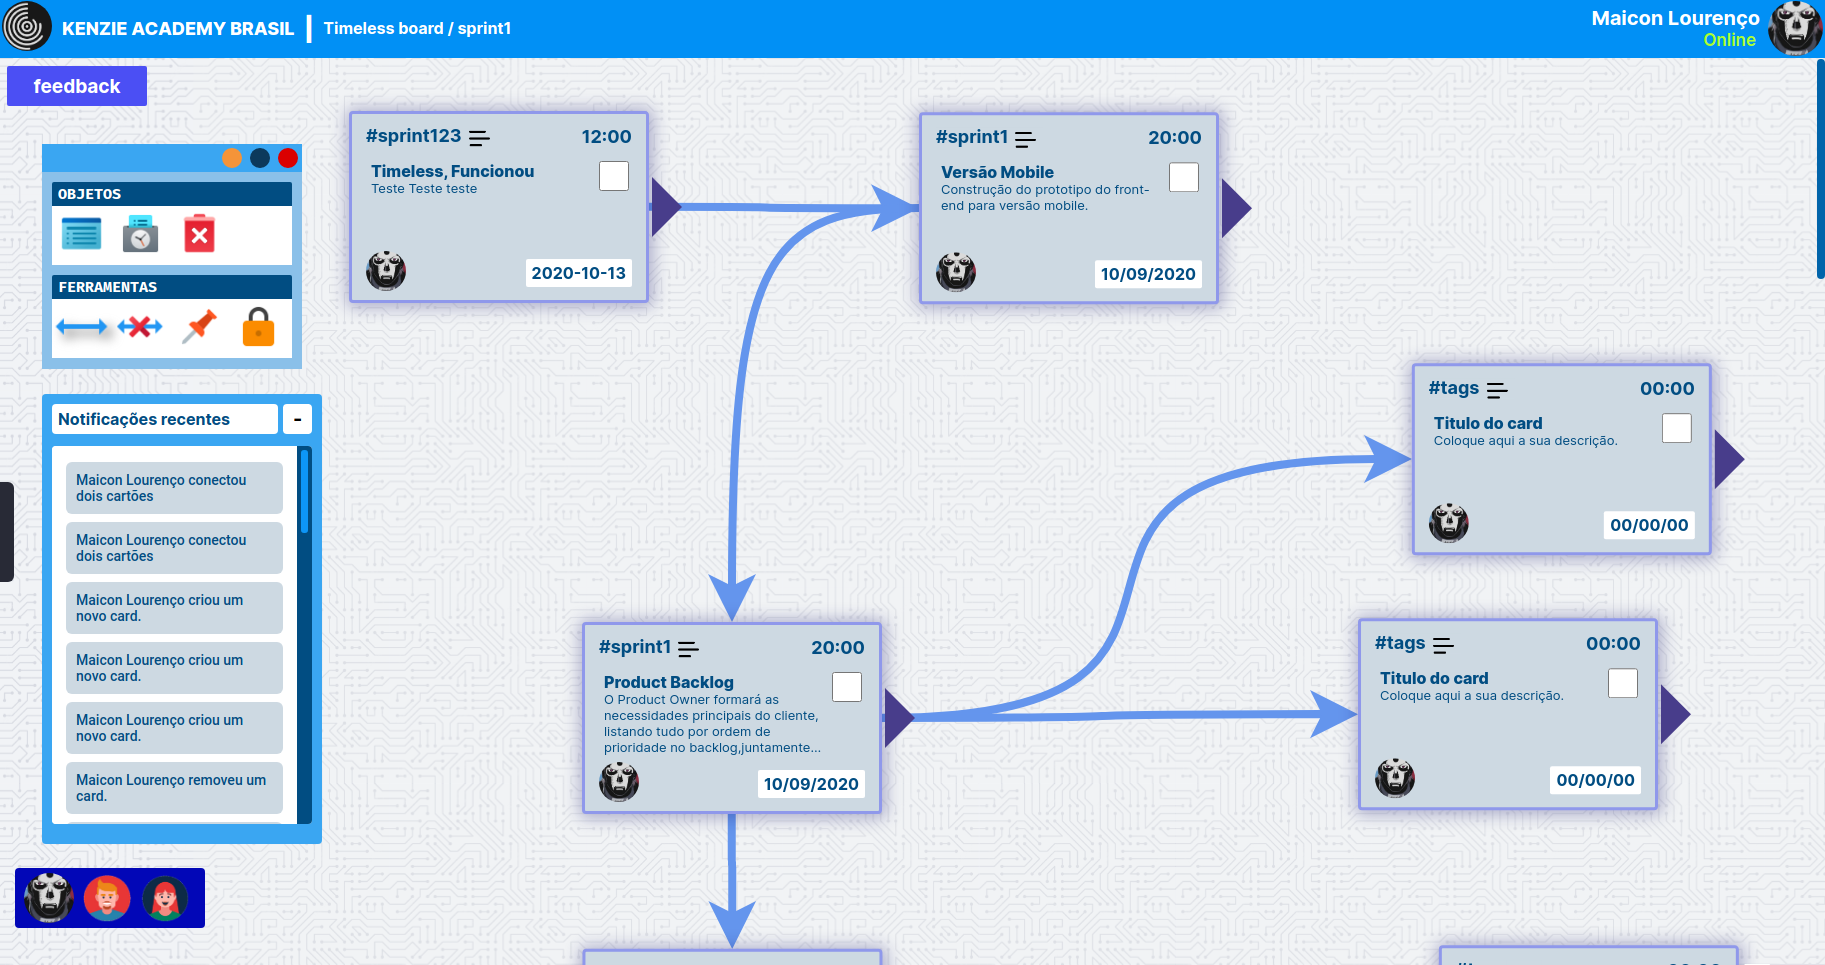 KENZIE ACADEMY BRASIL
Timeless board / sprint1
Maicon Lourenço
Online
feedback
OBJETOS
FERRAMENTAS
Notificações recentes
-
Maicon Lourenço conectou
dois cartões
Maicon Lourenço conectou
dois cartões
Maicon Lourenço criou um
novo card.
Maicon Lourenço criou um
novo card.
Maicon Lourenço criou um
novo card.
Maicon Lourenço removeu um
card.
#sprint123 12:00
Timeless, Funcionou
Teste Teste teste
2020-10-13
#sprint1 20:00
Versão Mobile
Construção do prototipo do front-
end para versão mobile.
10/09/2020
#tags 00:00
Titulo do card
Coloque aqui a sua descrição.
00/00/00
#sprint1 20:00
Product Backlog
O Product Owner formará as
necessidades principais do cliente,
listando tudo por ordem de
prioridade no backlog,juntamente...
10/09/2020
#tags 00:00
Titulo do card
Coloque aqui a sua descrição.
00/00/00